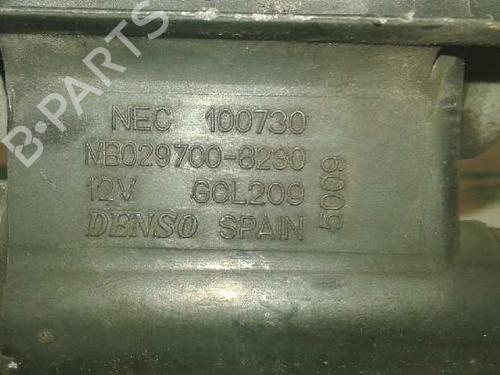 B-PARTS
NEC 100730
MB029700-8230
12V GOL209
DENSO SPAIN
5009